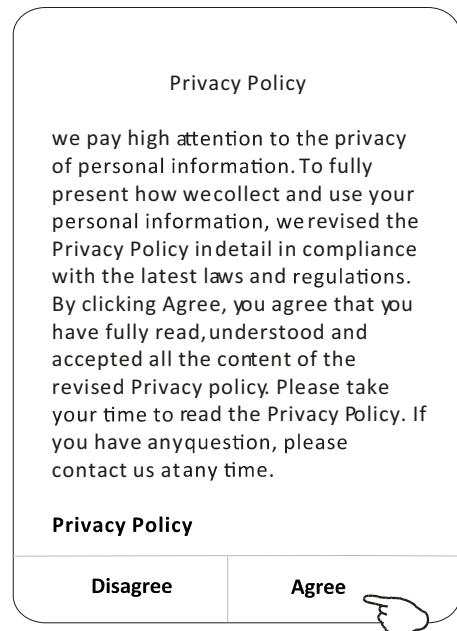 Privacy Policy
we pay high attention to the privacy
of personal information. To fully
present how wecollect and use your
personal information, we revised the
Privacy Policy indetail in compliance
with the latest laws and regulations.
By clicking Agree, you agree that you
have fully read,understood and
accepted all the content of the
revised Privacy policy. Please take
your time to read the Privacy Policy. If
you have anyquestion, please
contact us atany time.
Privacy Policy
Disagree Agree